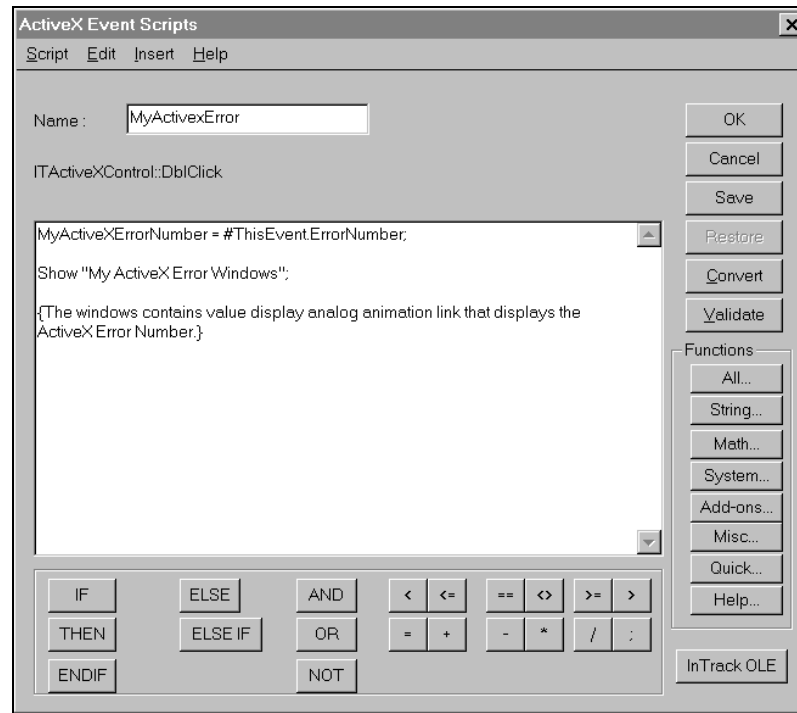 ActiveX Event Scripts
Script Edit Insert Help
Name : MyActivexError
ITActiveXControl::DblClick
MyActiveXErrorNumber = #ThisEvent.ErrorNumber;
Show "My ActiveX Error Windows";
{The windows contains value display analog animation link that displays the
ActiveX Error Number.}
OK
Cancel
Save
Restore
Convert
Validate
Functions
All...
String...
Math...
System...
Add-ons...
Misc...
Quick...
Help...
IF ELSE AND < <= == <> >= >
THEN ELSE IF OR = + - * / ;
ENDIF NOT
InTrack OLE